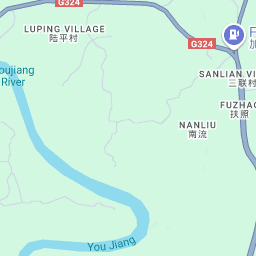 G324
LUPING VILLAGE
陆平村
G324
Youjiang
River
SANLIAN VI
三联村
FUZHAO
扶照
NANLIU
南流
You Jiang